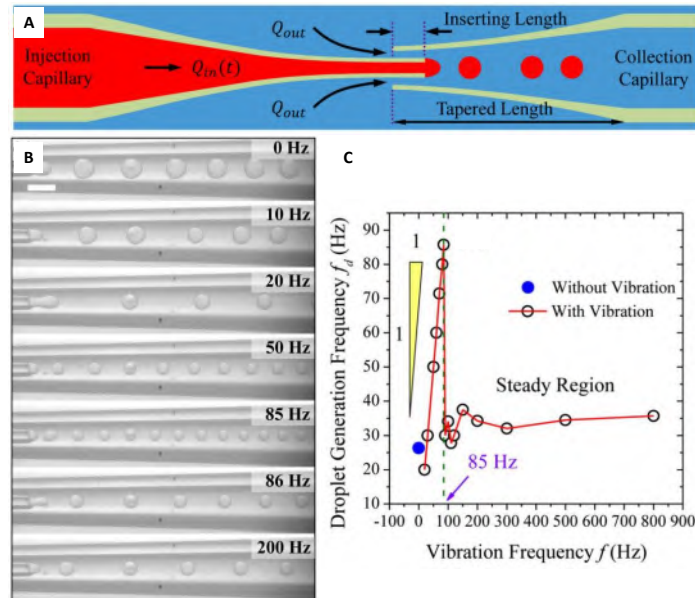 A
Q_out
Inserting Length
Injection
Capillary
Q_in(t)
Collection
Capillary
Q_out
Tapered Length
B
0 Hz
10 Hz
20 Hz
50 Hz
85 Hz
86 Hz
200 Hz
C
Droplet Generation Frequency f_d (Hz)
90
80
70
60
50
40
30
20
10
1
1
Without Vibration
With Vibration
Steady Region
85 Hz
-100 0 100 200 300 400 500 600 700 800 900
Vibration Frequency f (Hz)